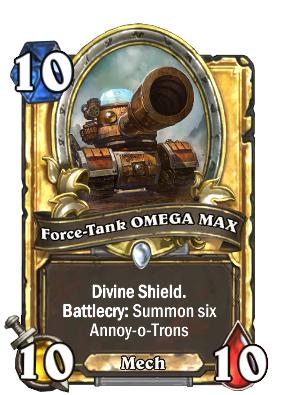 10
Force-Tank OMEGA MAX
Divine Shield.
Battlecry: Summon six
Annoy-o-Trons
10
Mech
10